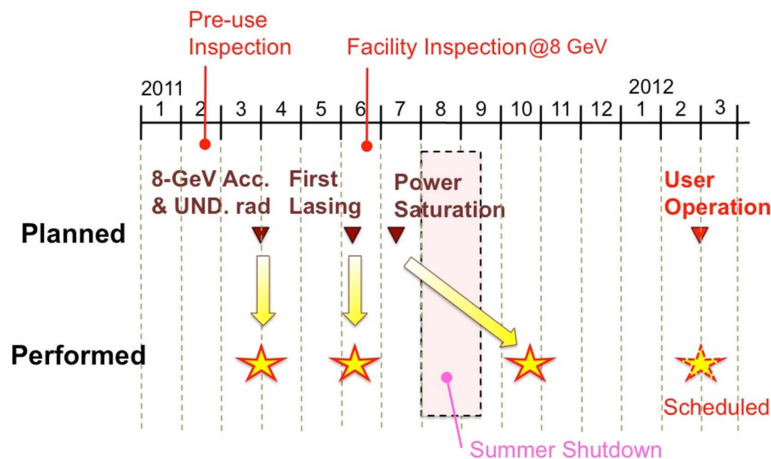 Pre-use
Inspection
Facility Inspection@8 GeV
2011
2012
1 2 3 4 5 6 7 8 9 10 11 12 1 2 3
8-GeV Acc.
& UND. rad
First
Lasing
Power
Saturation
User
Operation
Planned
Performed
Scheduled
Summer Shutdown